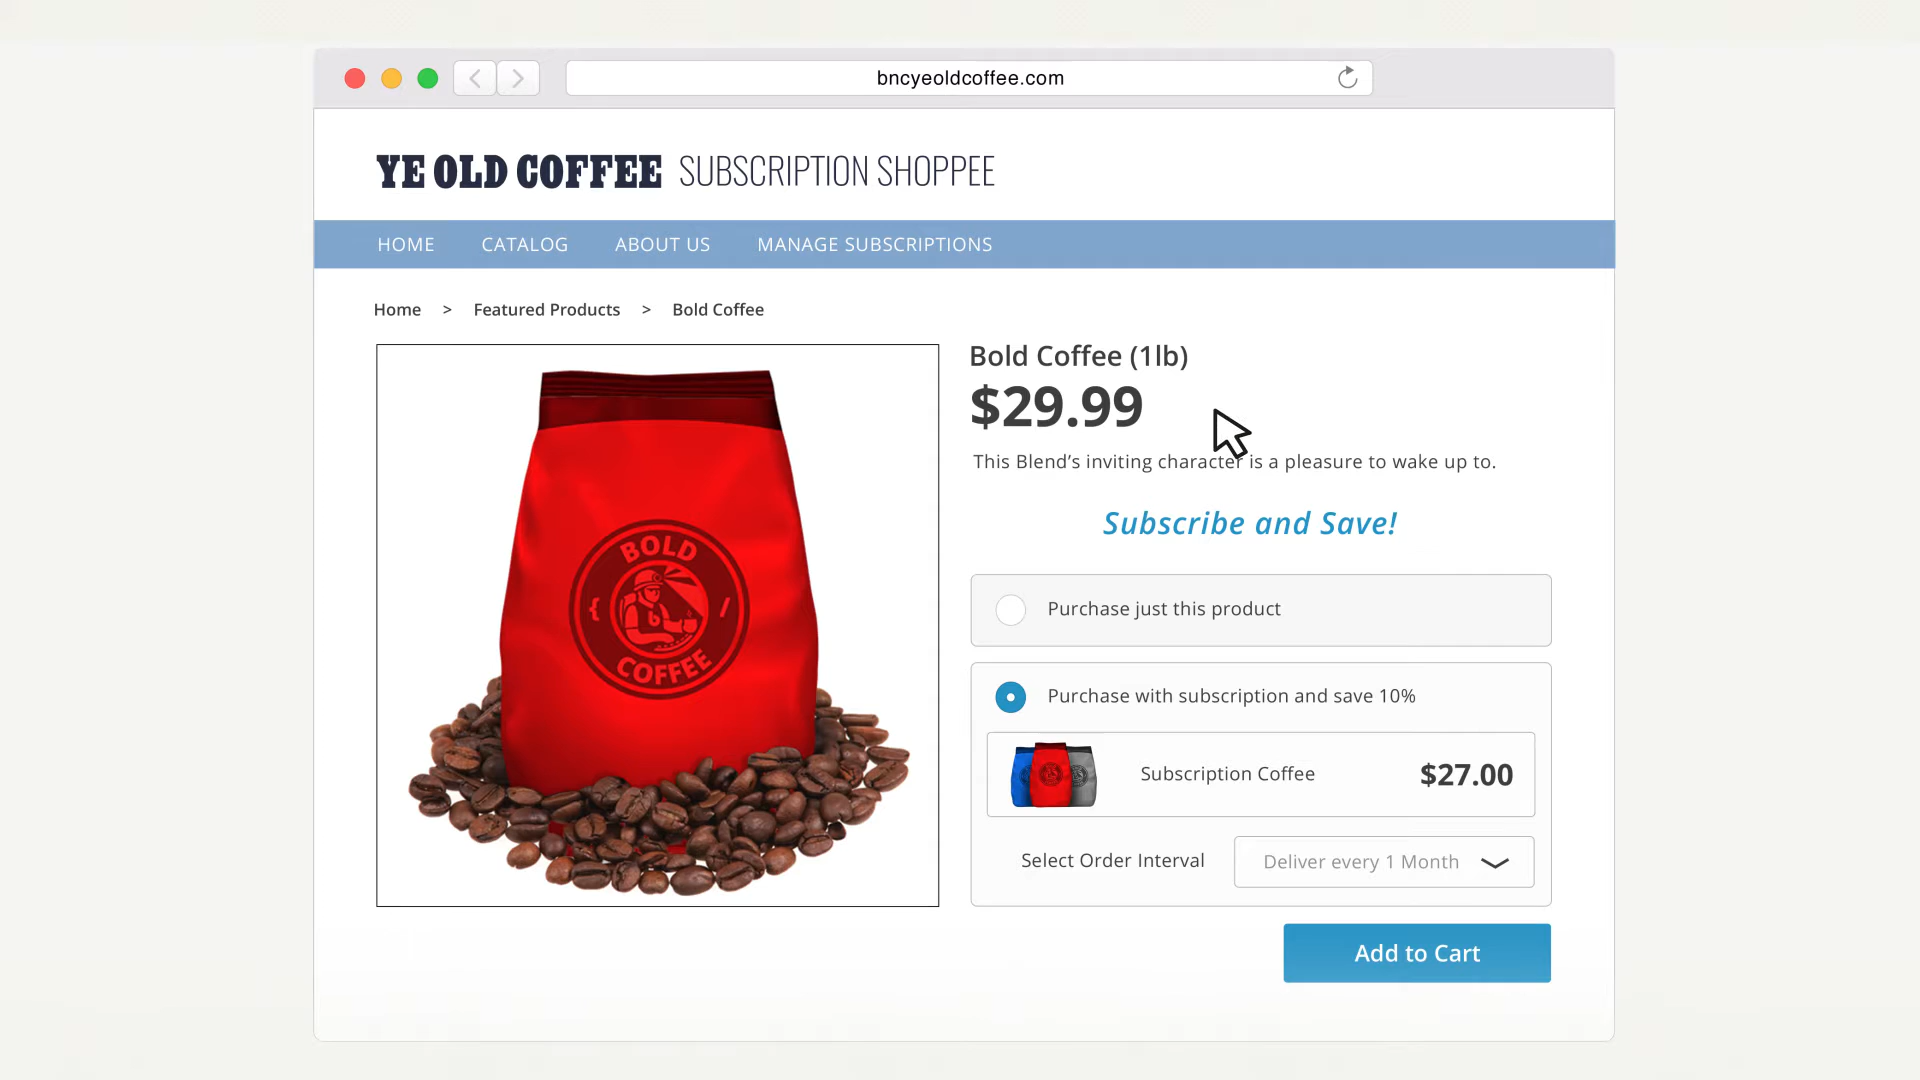 bncyeoldcoffee.com
YE OLD COFFEE SUBSCRIPTION SHOPPEE
HOME CATALOG ABOUT US MANAGE SUBSCRIPTIONS
Home > Featured Products > Bold Coffee
BOLD
COFFEE
Bold Coffee (1lb)
$29.99
This Blend's inviting character is a pleasure to wake up to.
Subscribe and Save!
Purchase just this product
Purchase with subscription and save 10%
Subscription Coffee $27.00
Select Order Interval Deliver every 1 Month
Add to Cart